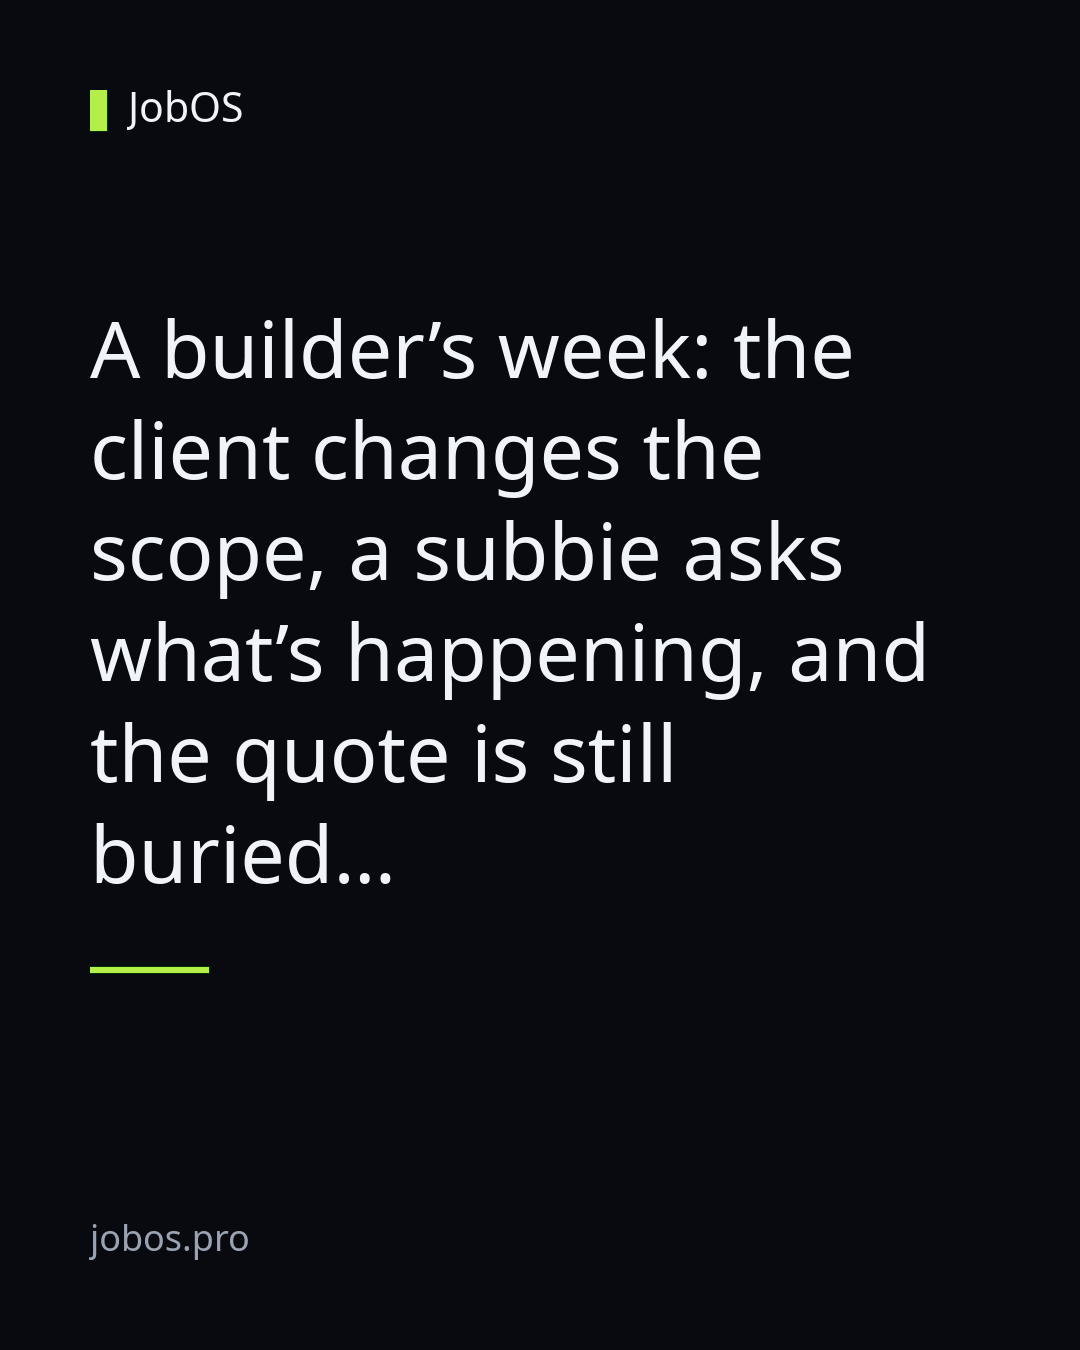 JobOS
A builder’s week: the
client changes the
scope, a subbie asks
what’s happening, and
the quote is still
buried…
jobos.pro